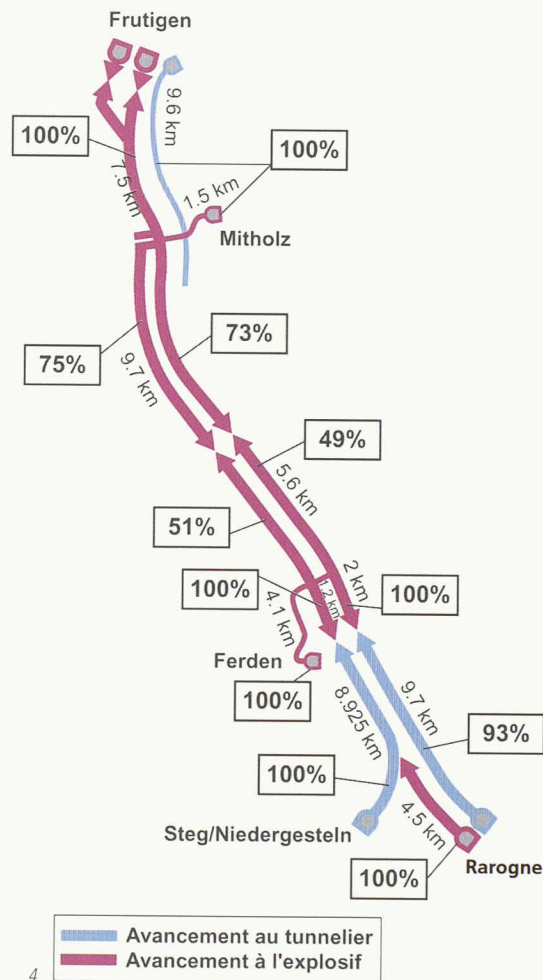 Frutigen
9.6 km
100%
100%
7.5 km
1.5 km
Mitholz
73%
75%
9.7 km
49%
5.6 km
51%
2 km
100%
1.2 km
100%
4.1 km
Ferden
100%
9.7 km
8.925 km
93%
100%
4.5 km
Steg/Niedergesteln
Rarogne
100%
Avancement au tunnelier
Avancement à l'explosif
4